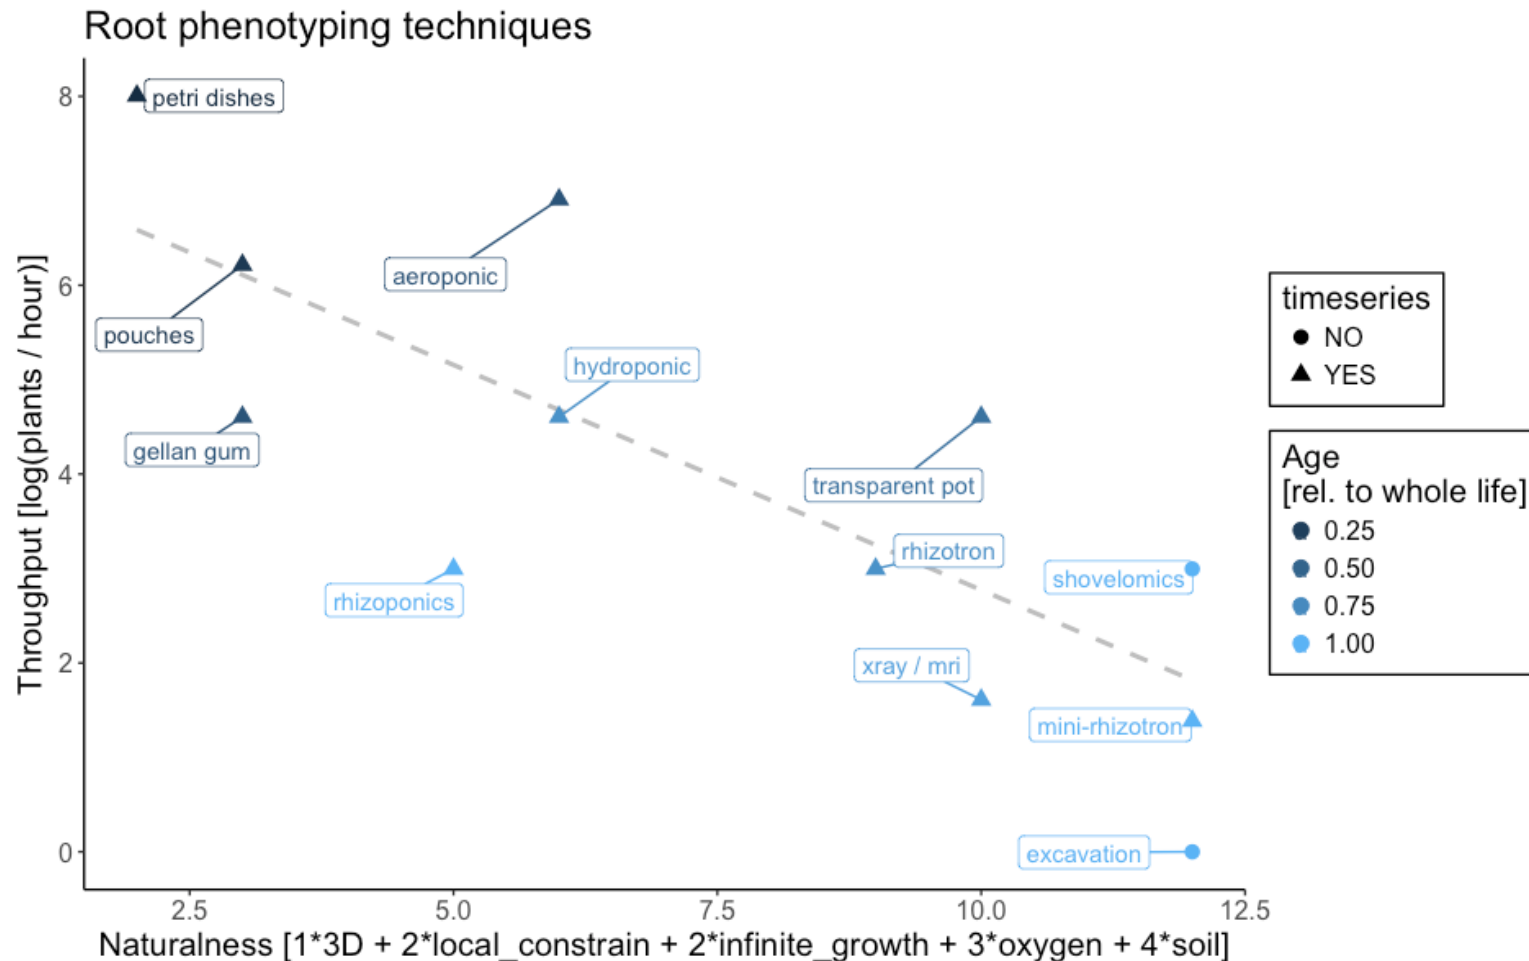 Root phenotyping techniques
8
petri dishes
aeroponic
6
pouches
hydroponic
gellan gum
4
transparent pot
rhizotron
shovelomics
rhizoponics
2
xray / mri
mini-rhizotron
0
excavation
Throughput [log(plants / hour)]
2.5 5.0 7.5 10.0 12.5
Naturalness [1*3D + 2*local_constrain + 2*infinite_growth + 3*oxygen + 4*soil]
timeseries
NO
YES
Age
[rel. to whole life]
0.25
0.50
0.75
1.00